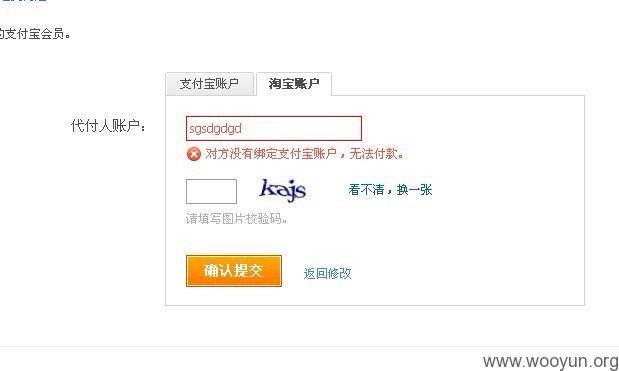 的支付宝会员。
支付宝账户 淘宝账户
代付人账户：
sgsdgdgd
对方没有绑定支付宝账户，无法付款。
kajs 看不清，换一张
请填写图片校验码。
确认提交 返回修改
www.wooyun.org